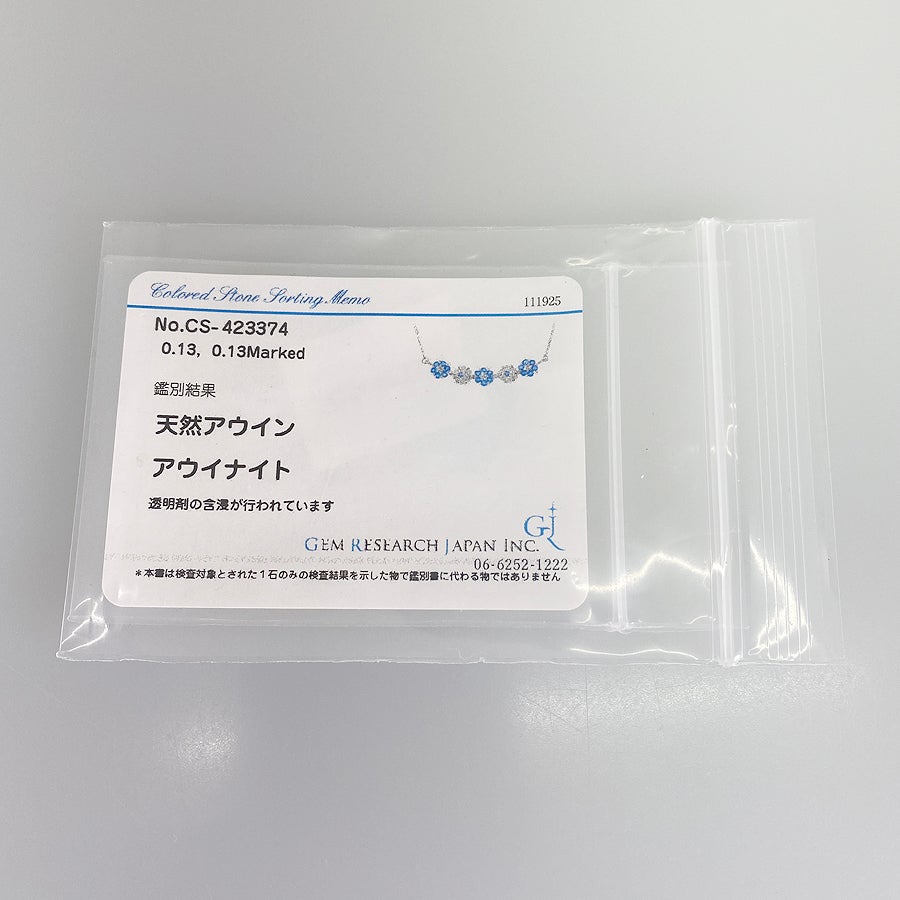 Colored Stone Sorting Memo
111925
No.CS-423374
0.13, 0.13Marked
鑑別結果
天然アウイン
アウイナイト
透明剤の含浸が行われています
GJR
GEM RESEARCH JAPAN INC.
06-6252-1222
*本書は検査対象とされた1石のみの検査結果を示した物で鑑別書に代わる物ではありません